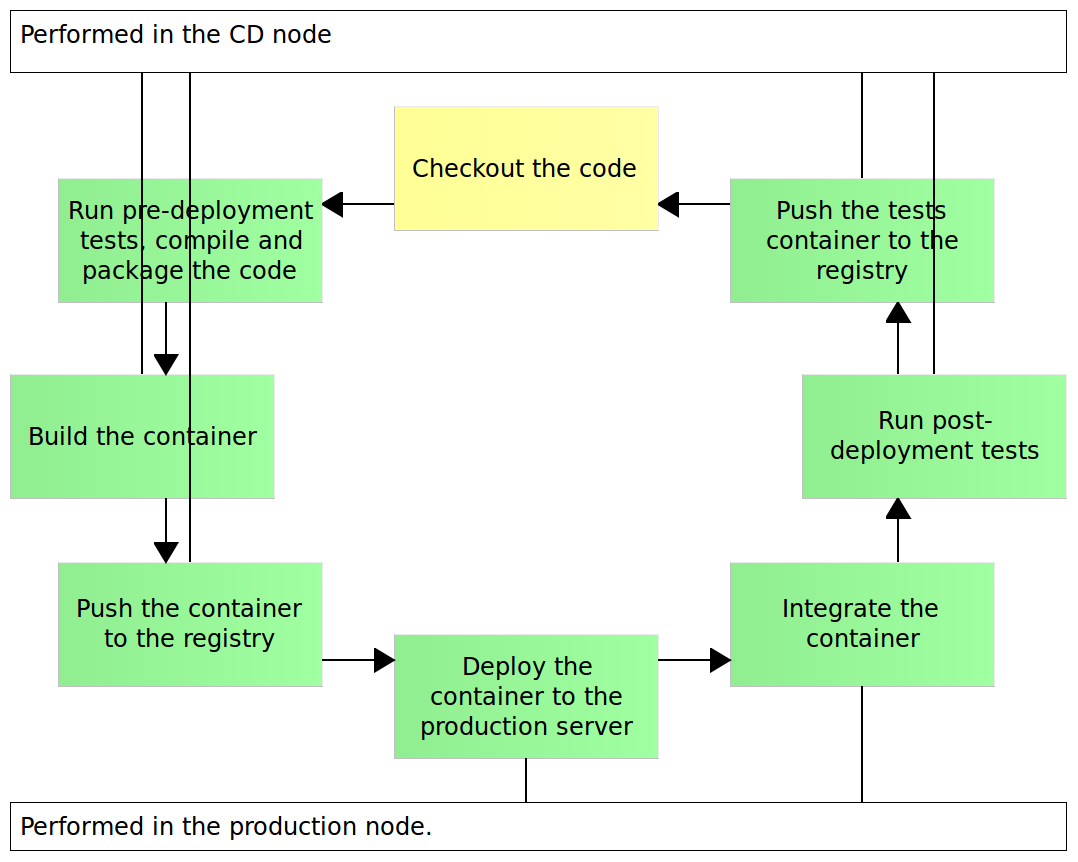 Performed in the CD node
Checkout the code
Run pre-deployment
tests, compile and
package the code
Push the tests
container to the
registry
Build the container
Run post-
deployment tests
Push the container
to the registry
Deploy the
container to the
production server
Integrate the
container
Performed in the production node.